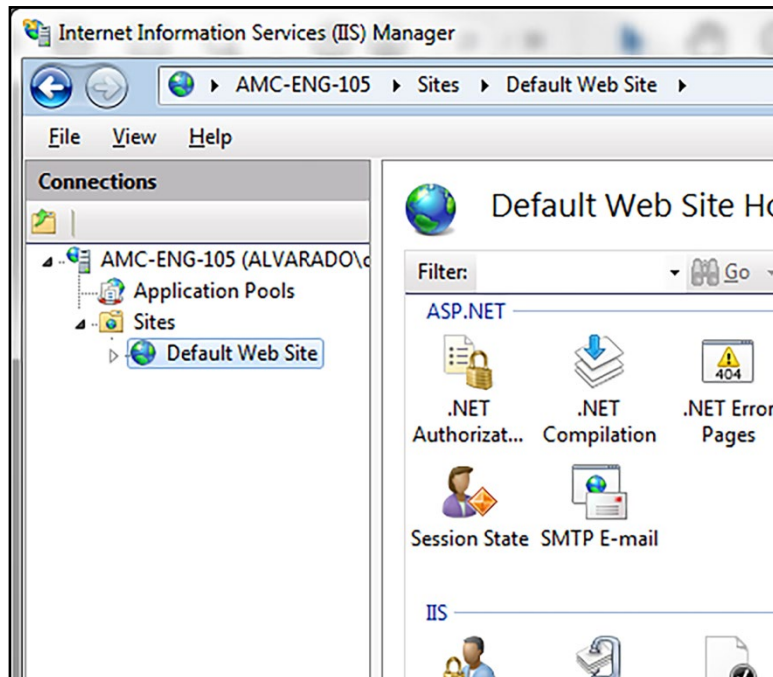 Internet Information Services (IIS) Manager
AMC-ENG-105 Sites Default Web Site
File View Help
Connections
AMC-ENG-105 (ALVARADO\
Application Pools
Sites
Default Web Site
Default Web Site
Filter: Go
ASP.NET
.NET Authorizat...
.NET Compilation
.NET Error Pages
404
Session State
SMTP E-mail
IIS